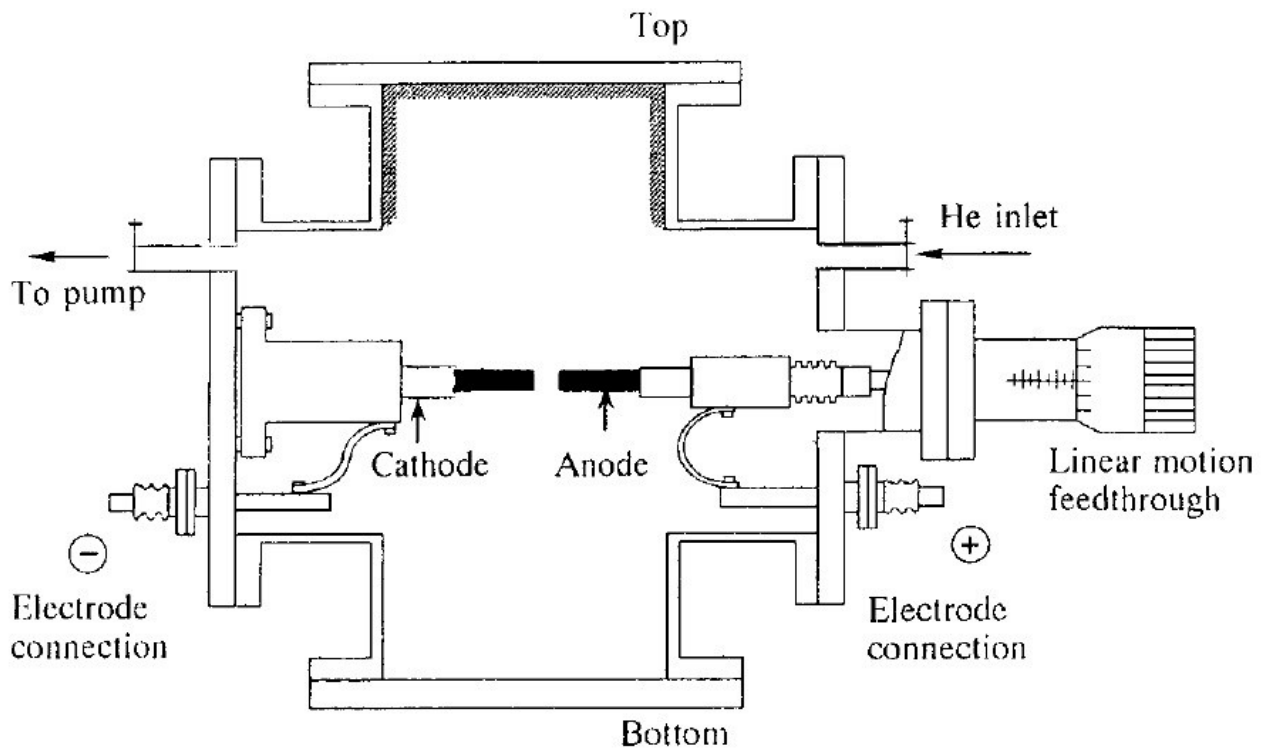 Top
He inlet
To pump
Cathode
Anode
Linear motion
feedthrough
−
+
Electrode
connection
Electrode
connection
Bottom